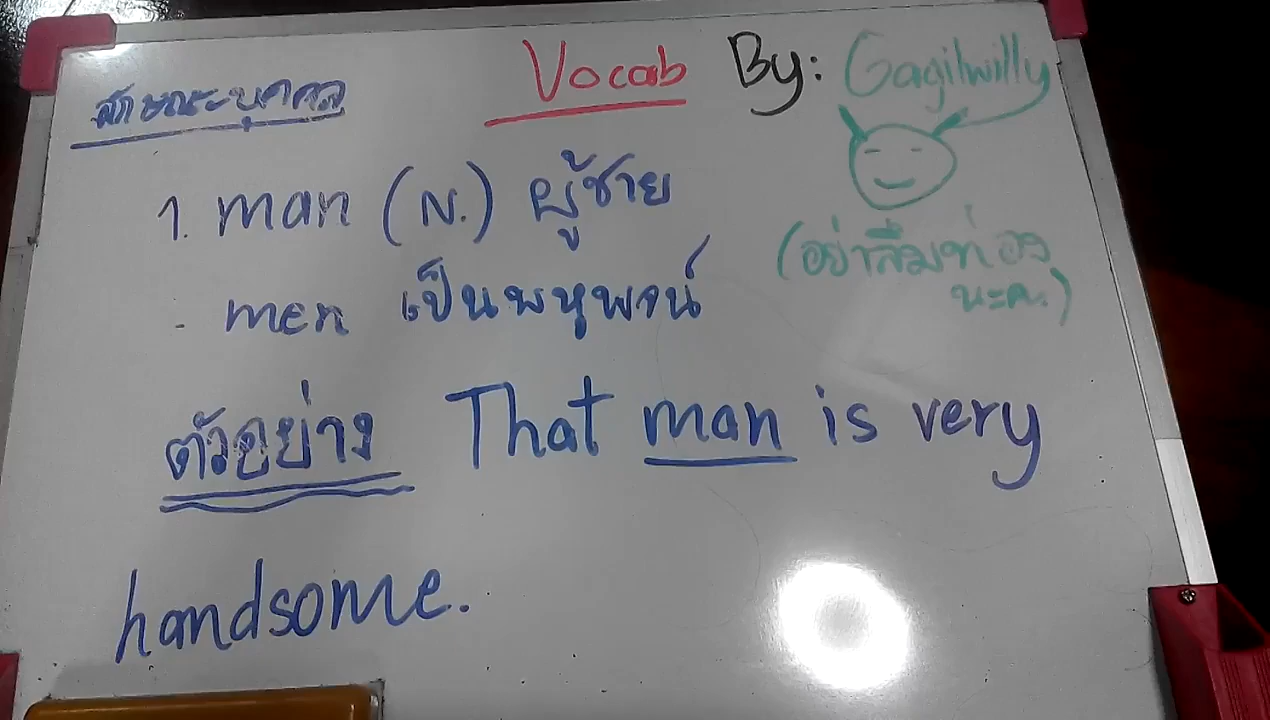 ลักษณะบุคคล
Vocab By: Gagilwilly
1. man (N.) ผู้ชาย
(อย่าลืมท่อง
นะคะ)
. men เป็นพหูพจน์
ตัวอย่าง That man is very
handsome.